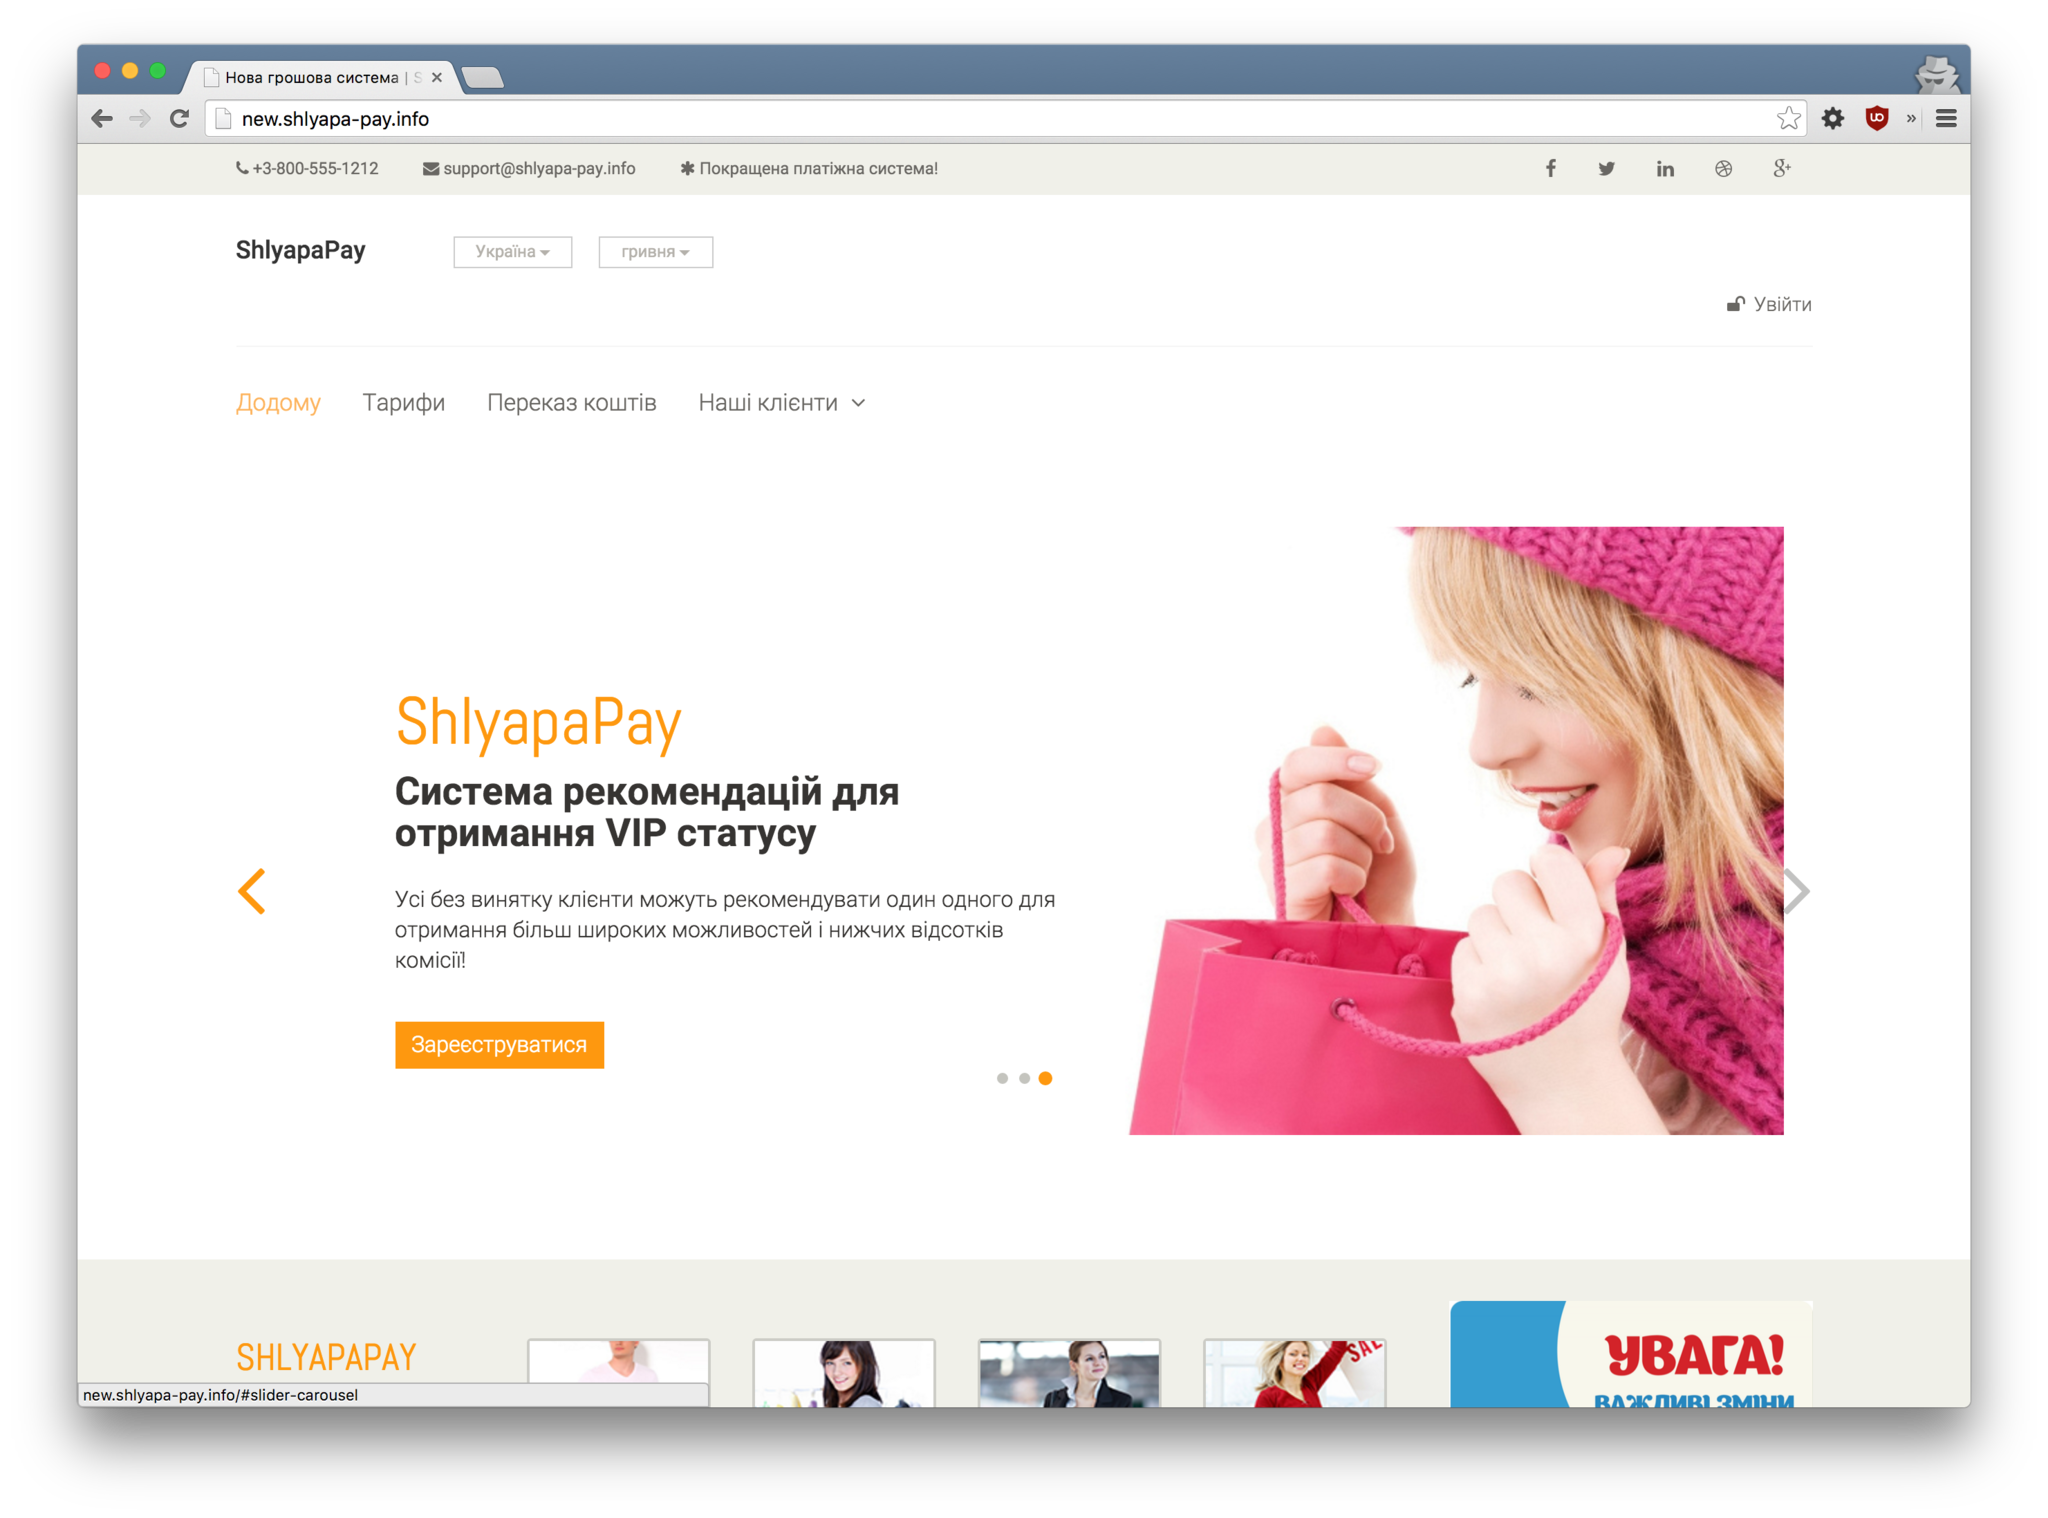 Нова грошова система | S
new.shlyapa-pay.info
+3-800-555-1212 support@shlyapa-pay.info Покращена платіжна система!
ShlyapaPay Україна гривня
Увійти
Додому Тарифи Переказ коштів Наші клієнти
ShlyapaPay
Система рекомендацій для
отримання VIP статусу
Усі без винятку клієнти можуть рекомендувати один одного для
отримання більш широких можливостей і нижчих відсотків
комісії!
Зареєструватися
SHLYAPAPAY
SALE
УВАГА!
ВАЖЛИВІ ЗМІНИ
new.shlyapa-pay.info/#slider-carousel